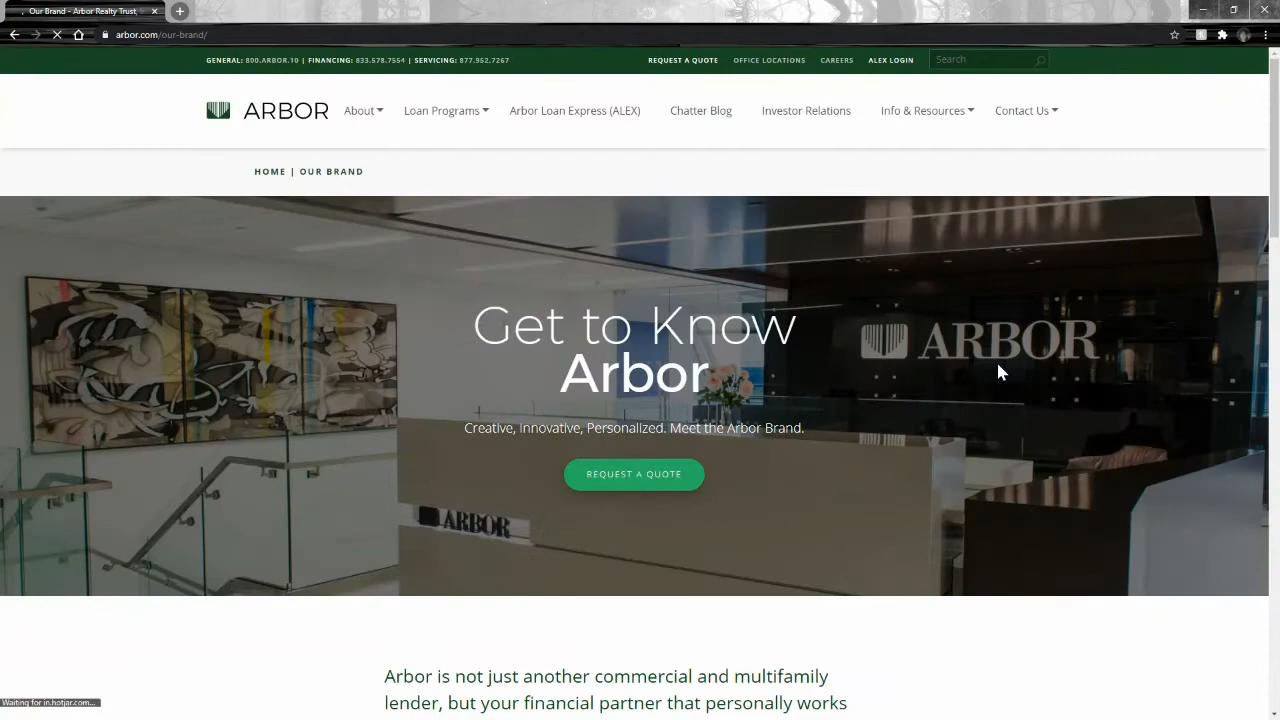 Our Brand - Arbor Realty Trust,
arbor.com/our-brand/
GENERAL: 800.ARBOR.10 | FINANCING: 833.578.7554 | SERVICING: 877.952.7267
REQUEST A QUOTE OFFICE LOCATIONS CAREERS ALEX LOGIN Search
ARBOR About Loan Programs Arbor Loan Express (ALEX) Chatter Blog Investor Relations Info & Resources Contact Us
HOME | OUR BRAND
Get to Know
Arbor
ARBOR
Creative, Innovative, Personalized. Meet the Arbor Brand.
REQUEST A QUOTE
ARBOR
Arbor is not just another commercial and multifamily
lender, but your financial partner that personally works
Waiting for in.hotjar.com...